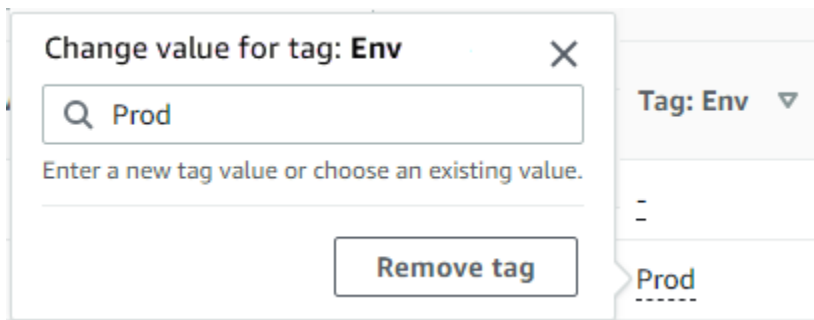 Change value for tag: Env
Prod
Enter a new tag value or choose an existing value.
Remove tag
Tag: Env
-
Prod